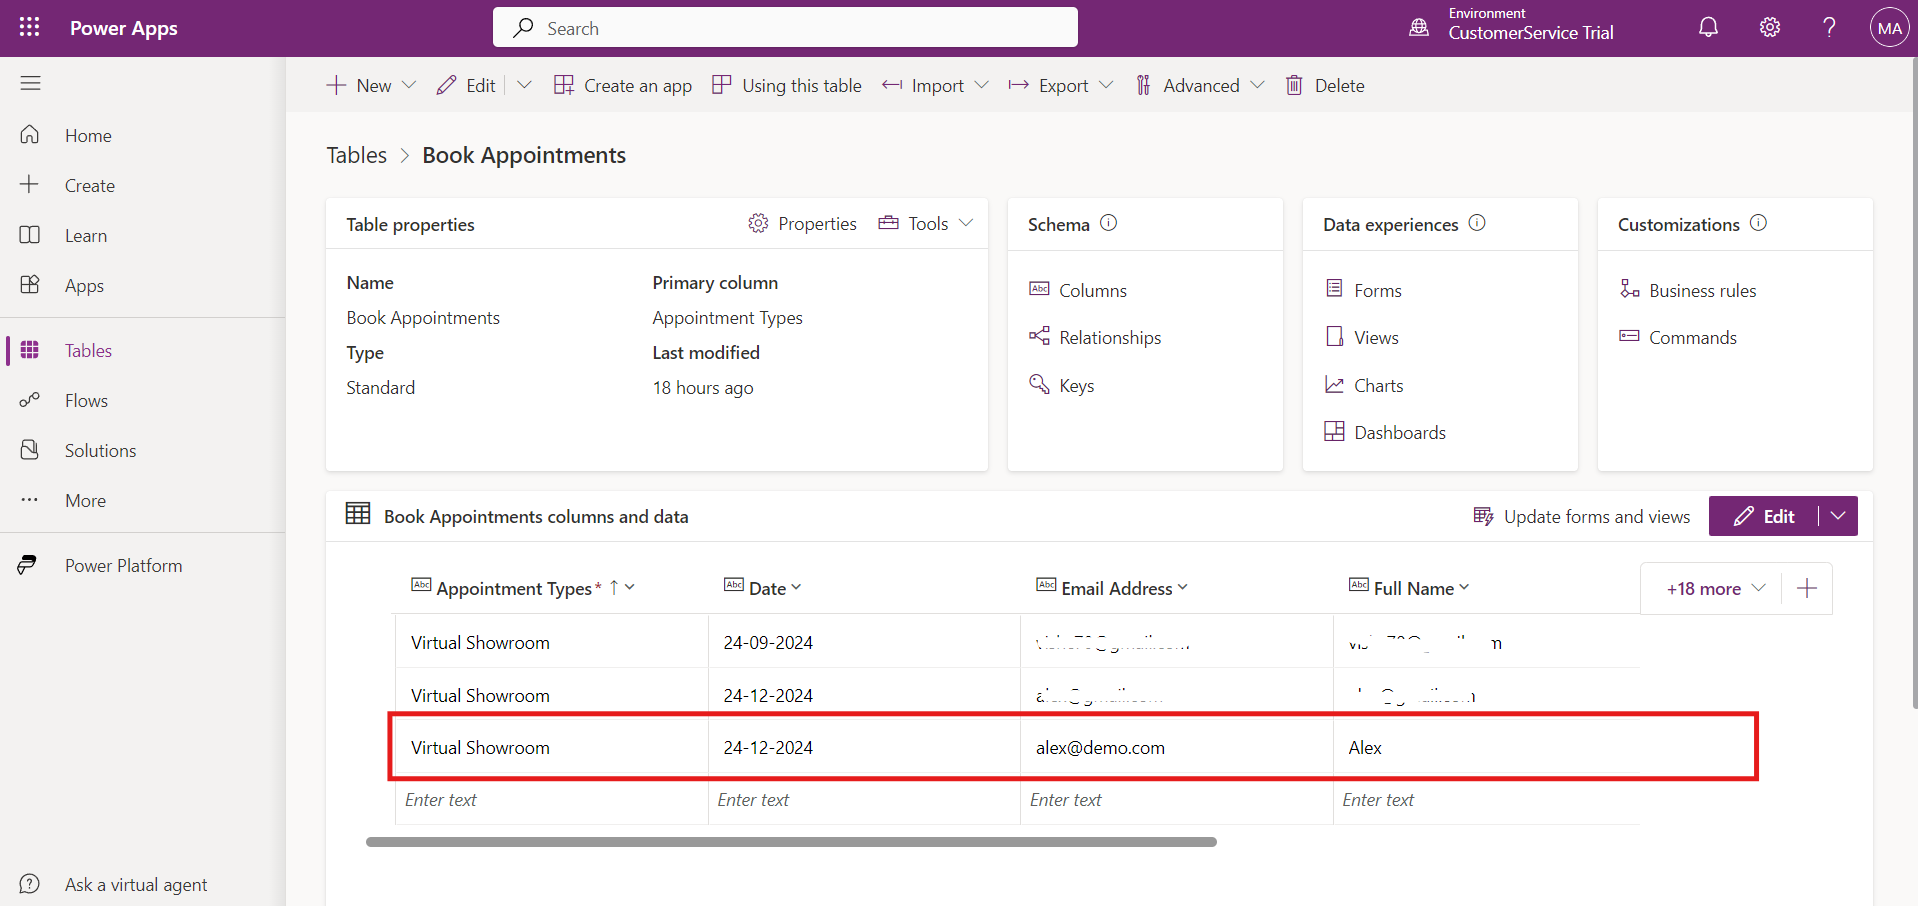 Power Apps
Search
Environment
CustomerService Trial
MA
New
Edit
Create an app
Using this table
Import
Export
Advanced
Delete
Home
Create
Learn
Apps
Tables
Flows
Solutions
More
Power Platform
Ask a virtual agent
Tables > Book Appointments
Table properties
Properties
Tools
Name
Primary column
Book Appointments
Appointment Types
Type
Last modified
Standard
18 hours ago
Schema
Columns
Relationships
Keys
Data experiences
Forms
Views
Charts
Dashboards
Customizations
Business rules
Commands
Book Appointments columns and data
Update forms and views
Edit
Abc Appointment Types* ↑
Abc Date
Abc Email Address
Abc Full Name
+18 more
Virtual Showroom 24-09-2024
Virtual Showroom 24-12-2024
Virtual Showroom 24-12-2024 alex@demo.com Alex
Enter text Enter text Enter text Enter text